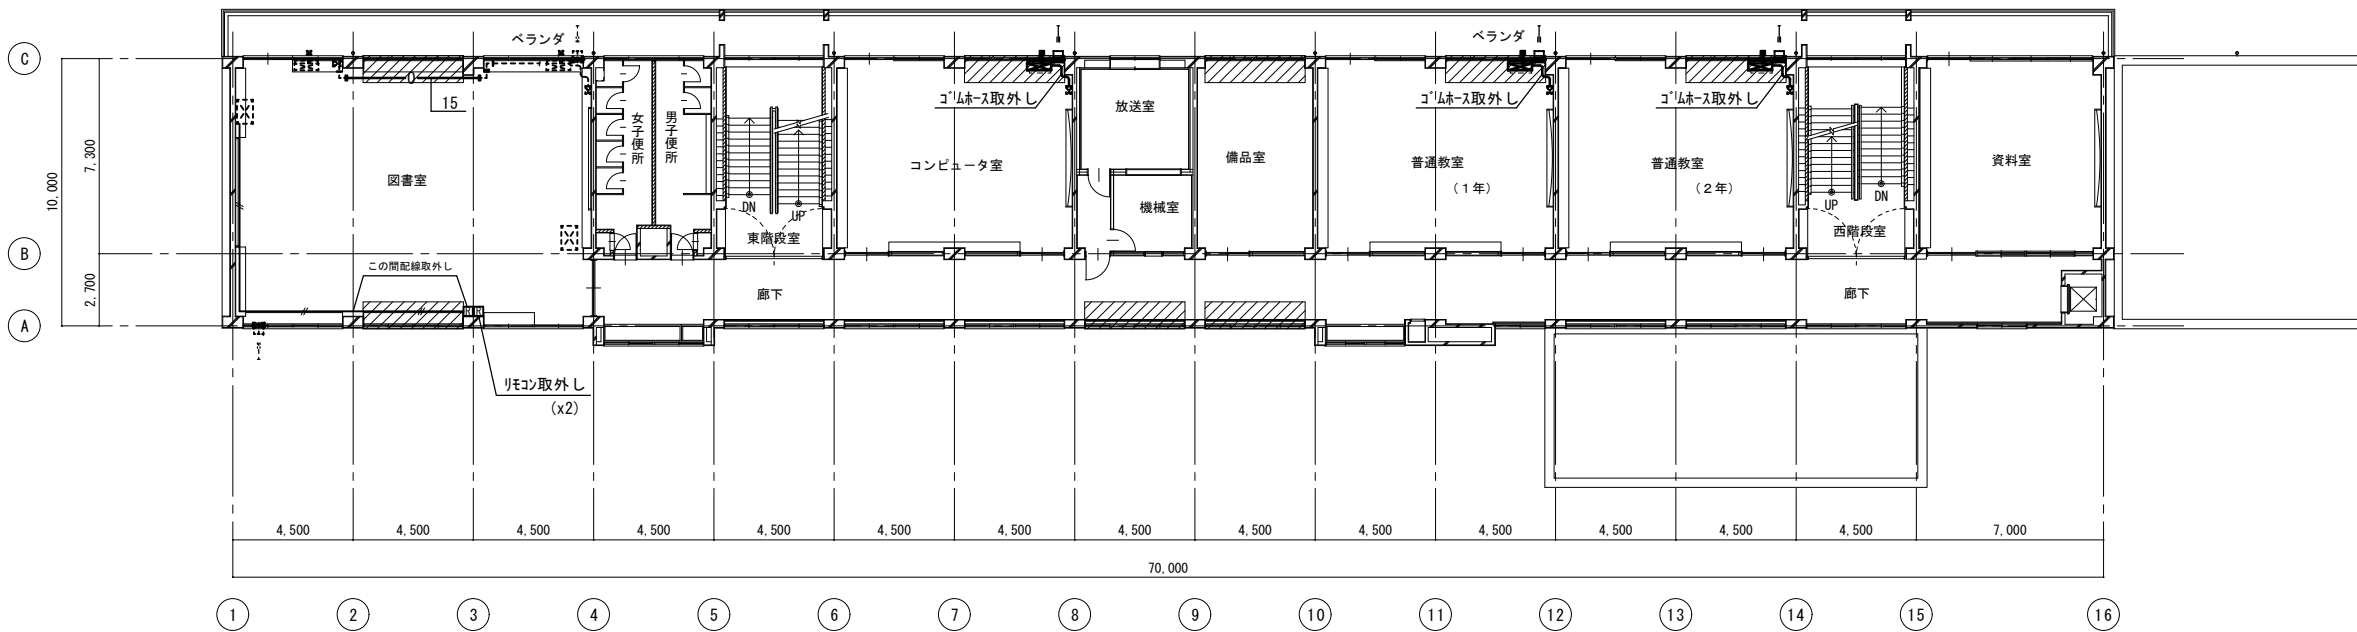 ベランダ
ベランダ
C
15
ゴムホース取外し
ゴムホース取外し
ゴムホース取外し
放送室
女子便所
男子便所
7,300
10,000
図書室
コンピュータ室
備品室
普通教室
(1年)
普通教室
(2年)
資料室
機械室
DN
UP
UP
DN
東階段室
西階段室
B
この間配線取外し
2,700
廊下
廊下
A
RR
リモコン取外し
(x2)
4,500
4,500
4,500
4,500
4,500
4,500
4,500
4,500
4,500
4,500
4,500
4,500
4,500
4,500
7,000
70,000
1
2
3
4
5
6
7
8
9
10
11
12
13
14
15
16